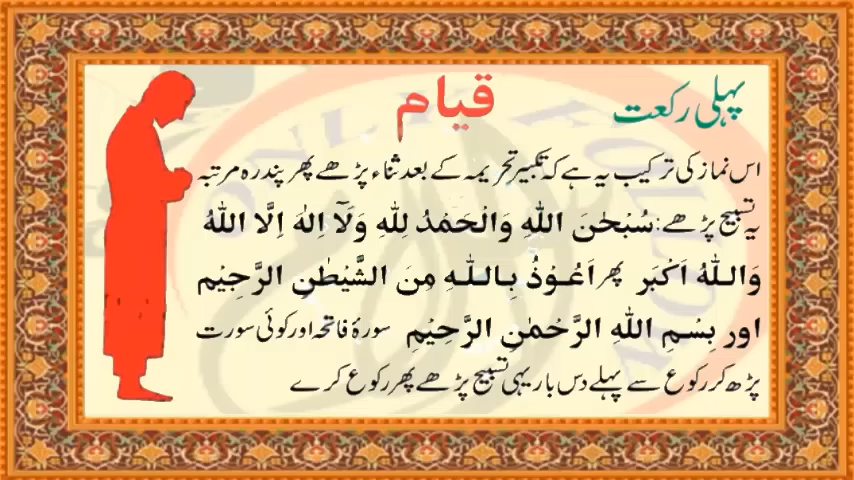 پہلی رکعت
قیام
اس نماز کی ترکیب یہ ہے کہ تکبیر تحریمہ کے بعد ثناء پڑھے پھر پندرہ مرتبہ
یہ تسبیح پڑھے: سُبْحٰنَ اللّٰهِ وَالْحَمْدُ لِلّٰهِ وَلَآ اِلٰهَ اِلَّا اللّٰهُ
وَاللّٰهُ اَكْبَر پھر اَعُوْذُ بِاللّٰهِ مِنَ الشَّيْطٰنِ الرَّجِيْم
اور بِسْمِ اللّٰهِ الرَّحْمٰنِ الرَّحِيْمِ سورۂ فاتحہ اور کوئی سورت
پڑھ کر رکوع سے پہلے دس بار یہی تسبیح پڑھے پھر رکوع کرے